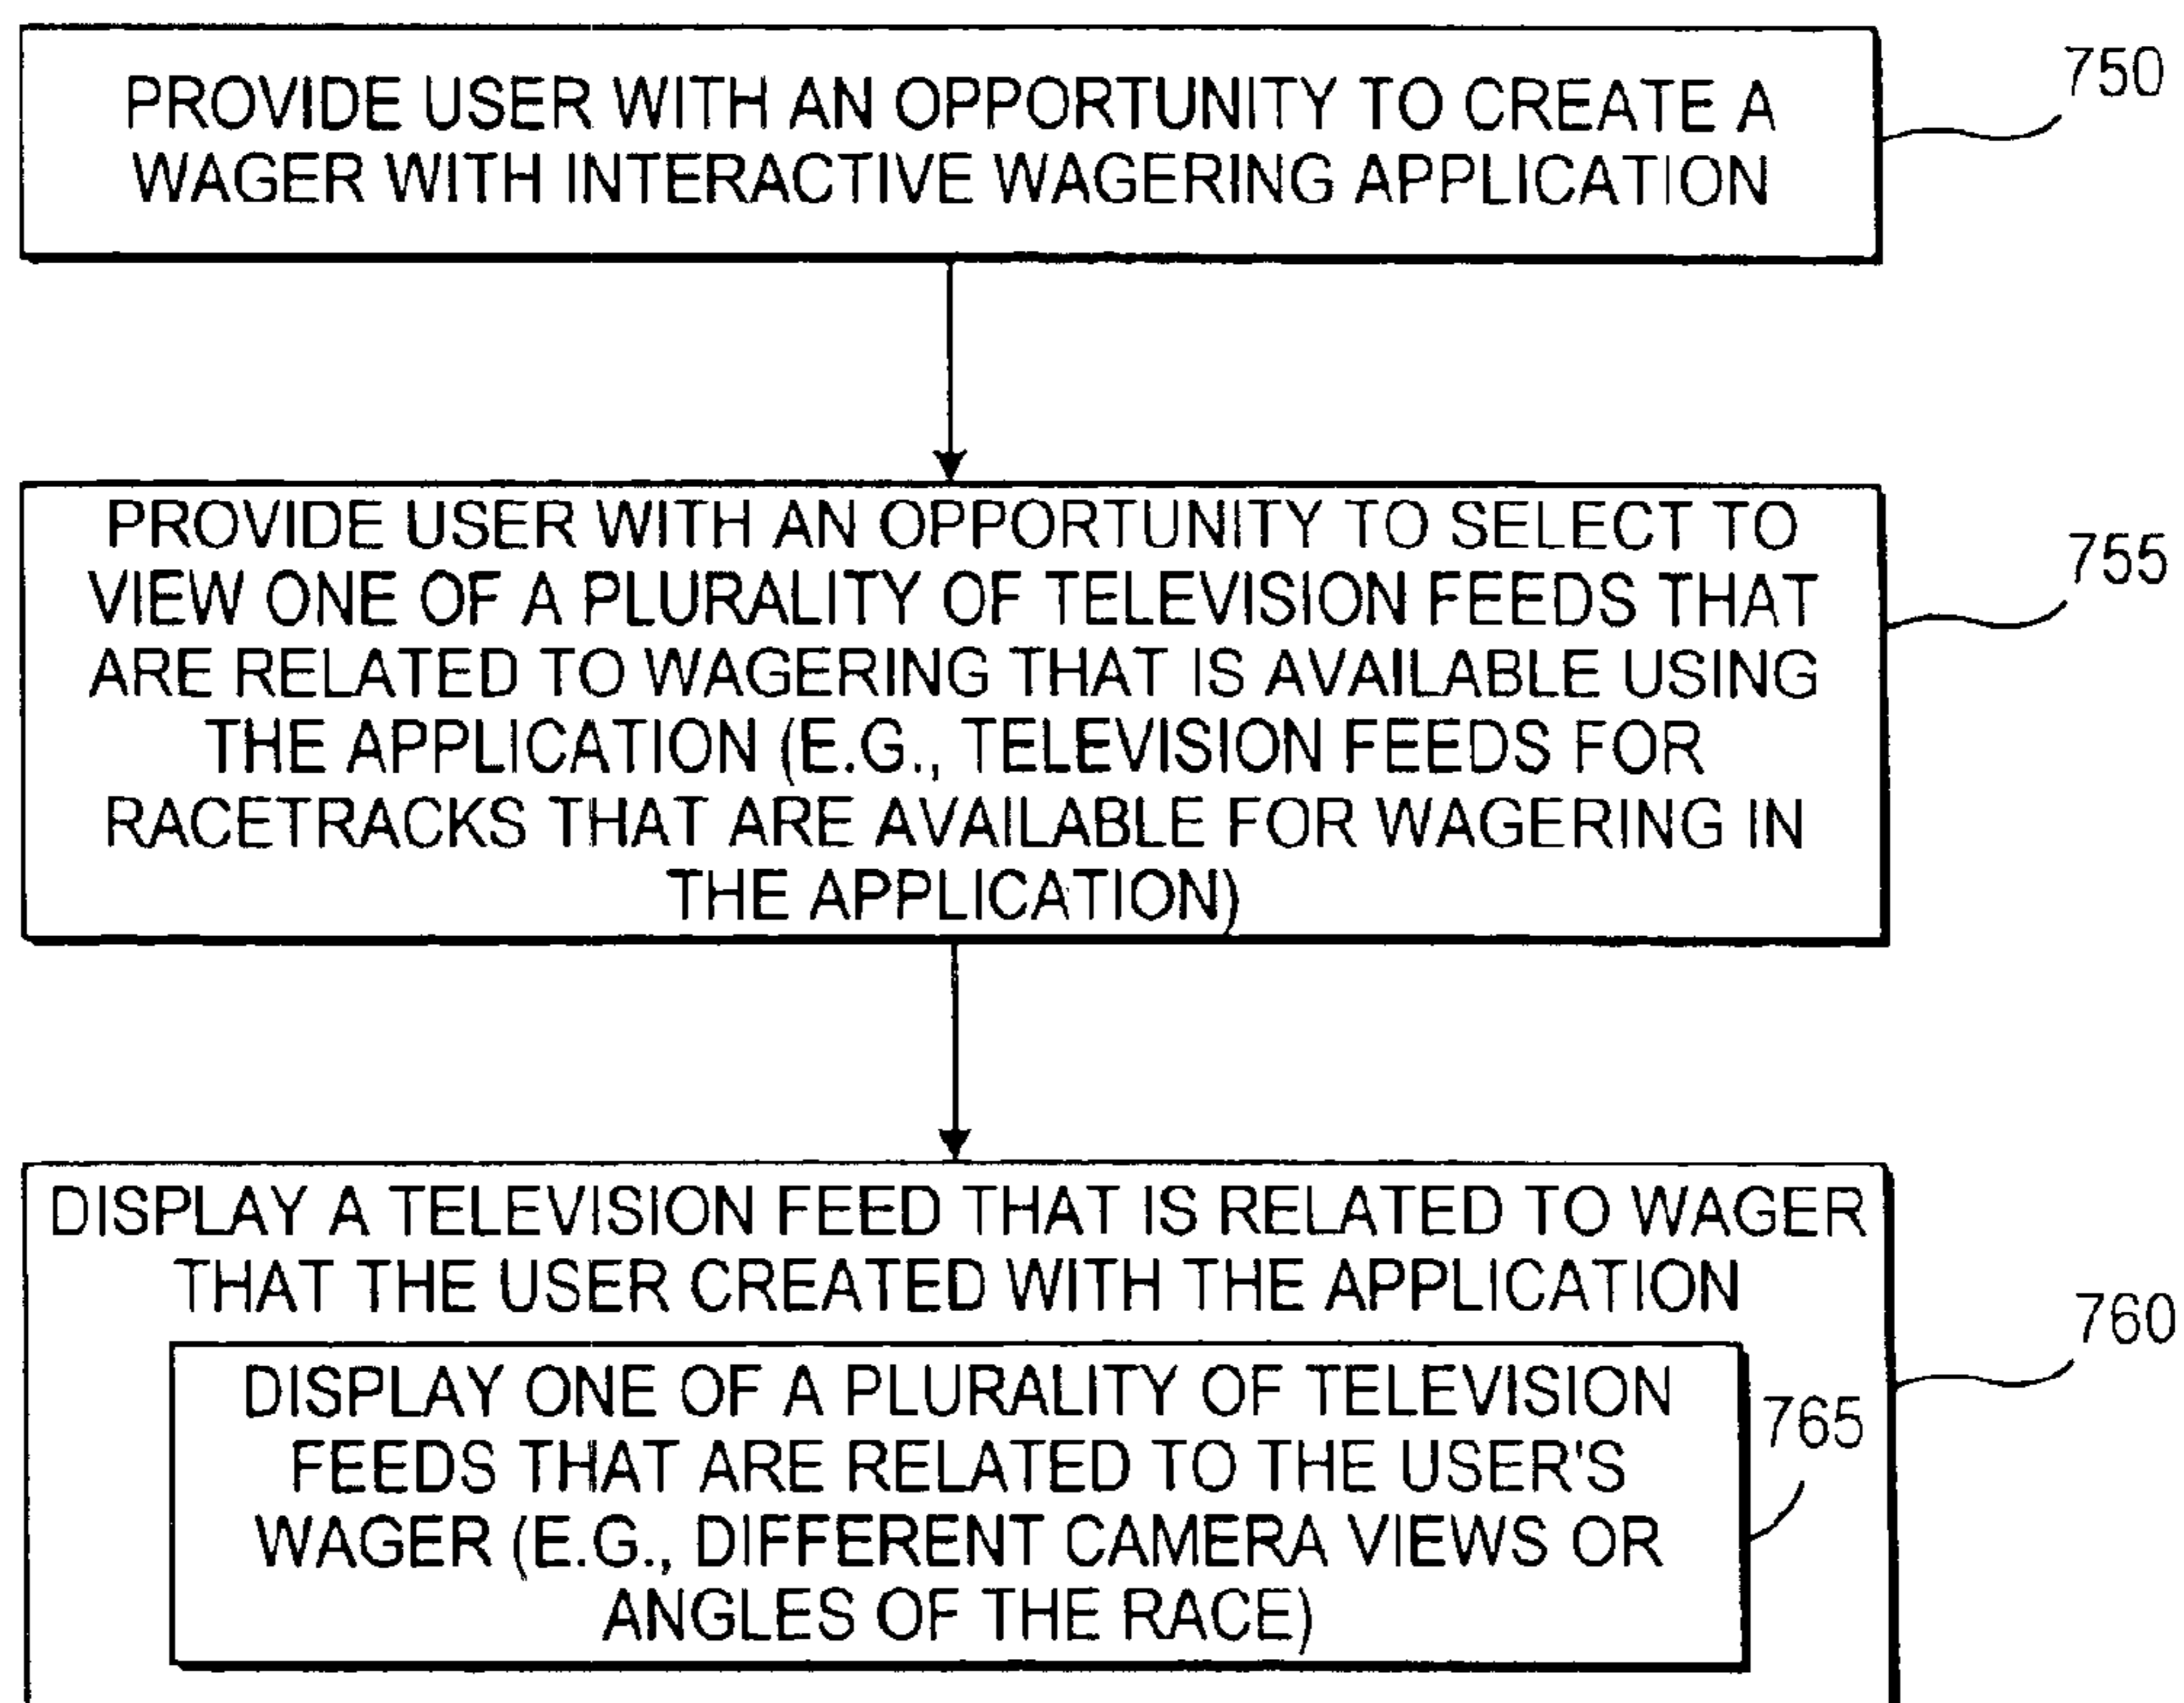 PROVIDE USER WITH AN OPPORTUNITY TO CREATE A
WAGER WITH INTERACTIVE WAGERING APPLICATION
750
PROVIDE USER WITH AN OPPORTUNITY TO SELECT TO
VIEW ONE OF A PLURALITY OF TELEVISION FEEDS THAT
ARE RELATED TO WAGERING THAT IS AVAILABLE USING
THE APPLICATION (E.G., TELEVISION FEEDS FOR
RACETRACKS THAT ARE AVAILABLE FOR WAGERING IN
THE APPLICATION)
755
DISPLAY A TELEVISION FEED THAT IS RELATED TO WAGER
THAT THE USER CREATED WITH THE APPLICATION
760
DISPLAY ONE OF A PLURALITY OF TELEVISION
FEEDS THAT ARE RELATED TO THE USER'S
WAGER (E.G., DIFFERENT CAMERA VIEWS OR
ANGLES OF THE RACE)
765